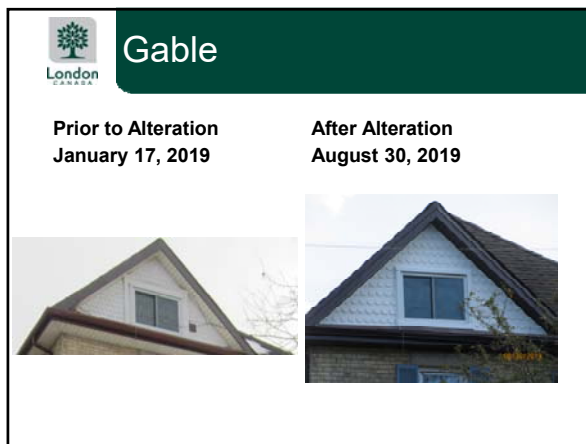 Gable
London
CANADA
Prior to Alteration
January 17, 2019
After Alteration
August 30, 2019